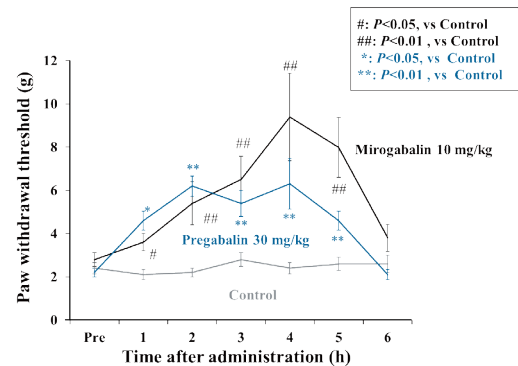 #: P<0.05, vs Control
##: P<0.01 , vs Control
*: P<0.05, vs Control
**: P<0.01 , vs Control
Paw withdrawal threshold (g)
12
10
8
6
4
2
0
##
##
Mirogabalin 10 mg/kg
**
##
*
##
**
**
**
#
Pregabalin 30 mg/kg
Control
Pre 1 2 3 4 5 6
Time after administration (h)